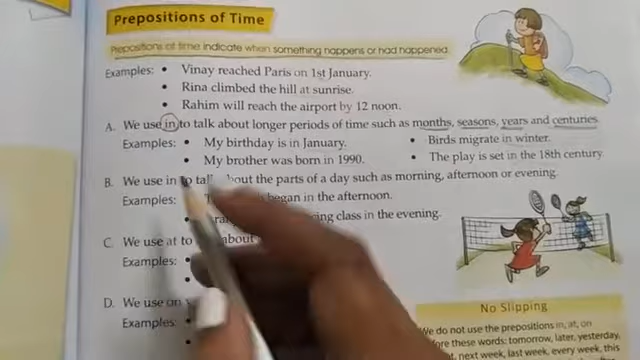 Prepositions of Time
Prepositions of time indicate when something happens or had happened.
Examples: • Vinay reached Paris on 1st January.
• Rina climbed the hill at sunrise.
• Rahim will reach the airport by 12 noon.
A. We use in to talk about longer periods of time such as months, seasons, years and centuries.
Examples: • My birthday is in January. • Birds migrate in winter.
• My brother was born in 1990. • The play is set in the 18th century.
B. We use in to talk about the parts of a day such as morning, afternoon or evening.
Examples: began in the afternoon.
class in the evening.
C. We use at to about
Examples: •
•
D. We use on
Examples: •
•
No Slipping
We do not use the prepositions in, at, on
before these words: tomorrow, later, yesterday,
next week, last week, every week, this